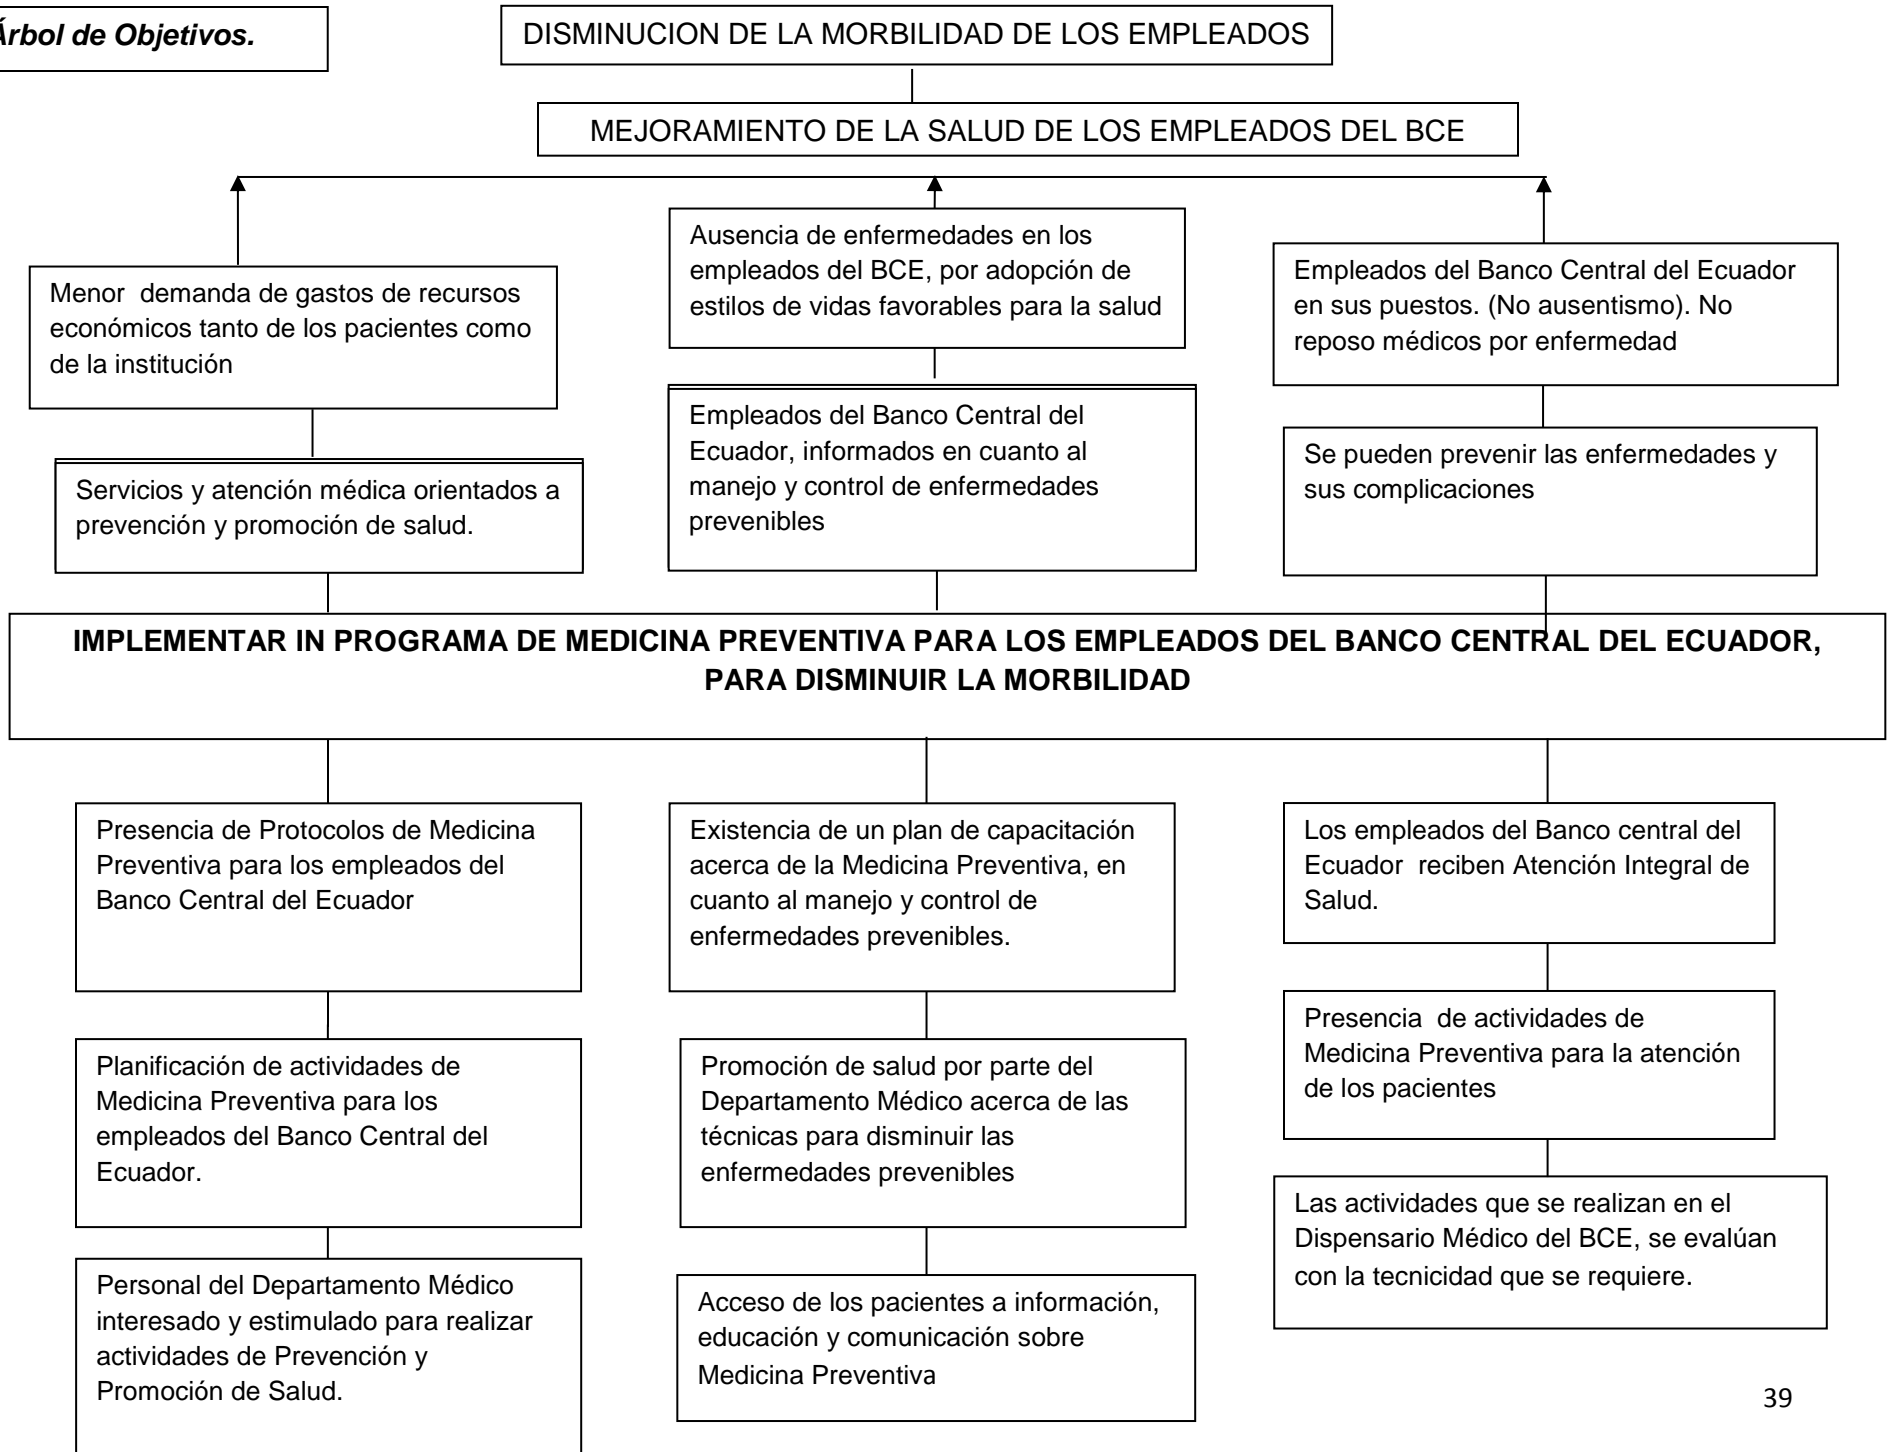 Árbol de Objetivos.
DISMINUCION DE LA MORBILIDAD DE LOS EMPLEADOS
MEJORAMIENTO DE LA SALUD DE LOS EMPLEADOS DEL BCE
Menor demanda de gastos de recursos
económicos tanto de los pacientes como
de la institución
Ausencia de enfermedades en los
empleados del BCE, por adopción de
estilos de vidas favorables para la salud
Empleados del Banco Central del Ecuador
en sus puestos. (No ausentismo). No
reposo médicos por enfermedad
Servicios y atención médica orientados a
prevención y promoción de salud.
Empleados del Banco Central del
Ecuador, informados en cuanto al
manejo y control de enfermedades
prevenibles
Se pueden prevenir las enfermedades y
sus complicaciones
IMPLEMENTAR IN PROGRAMA DE MEDICINA PREVENTIVA PARA LOS EMPLEADOS DEL BANCO CENTRAL DEL ECUADOR,
PARA DISMINUIR LA MORBILIDAD
Presencia de Protocolos de Medicina
Preventiva para los empleados del
Banco Central del Ecuador
Existencia de un plan de capacitación
acerca de la Medicina Preventiva, en
cuanto al manejo y control de
enfermedades prevenibles.
Los empleados del Banco central del
Ecuador reciben Atención Integral de
Salud.
Planificación de actividades de
Medicina Preventiva para los
empleados del Banco Central del
Ecuador.
Promoción de salud por parte del
Departamento Médico acerca de las
técnicas para disminuir las
enfermedades prevenibles
Presencia de actividades de
Medicina Preventiva para la atención
de los pacientes
Personal del Departamento Médico
interesado y estimulado para realizar
actividades de Prevención y
Promoción de Salud.
Acceso de los pacientes a información,
educación y comunicación sobre
Medicina Preventiva
Las actividades que se realizan en el
Dispensario Médico del BCE, se evalúan
con la tecnicidad que se requiere.
39